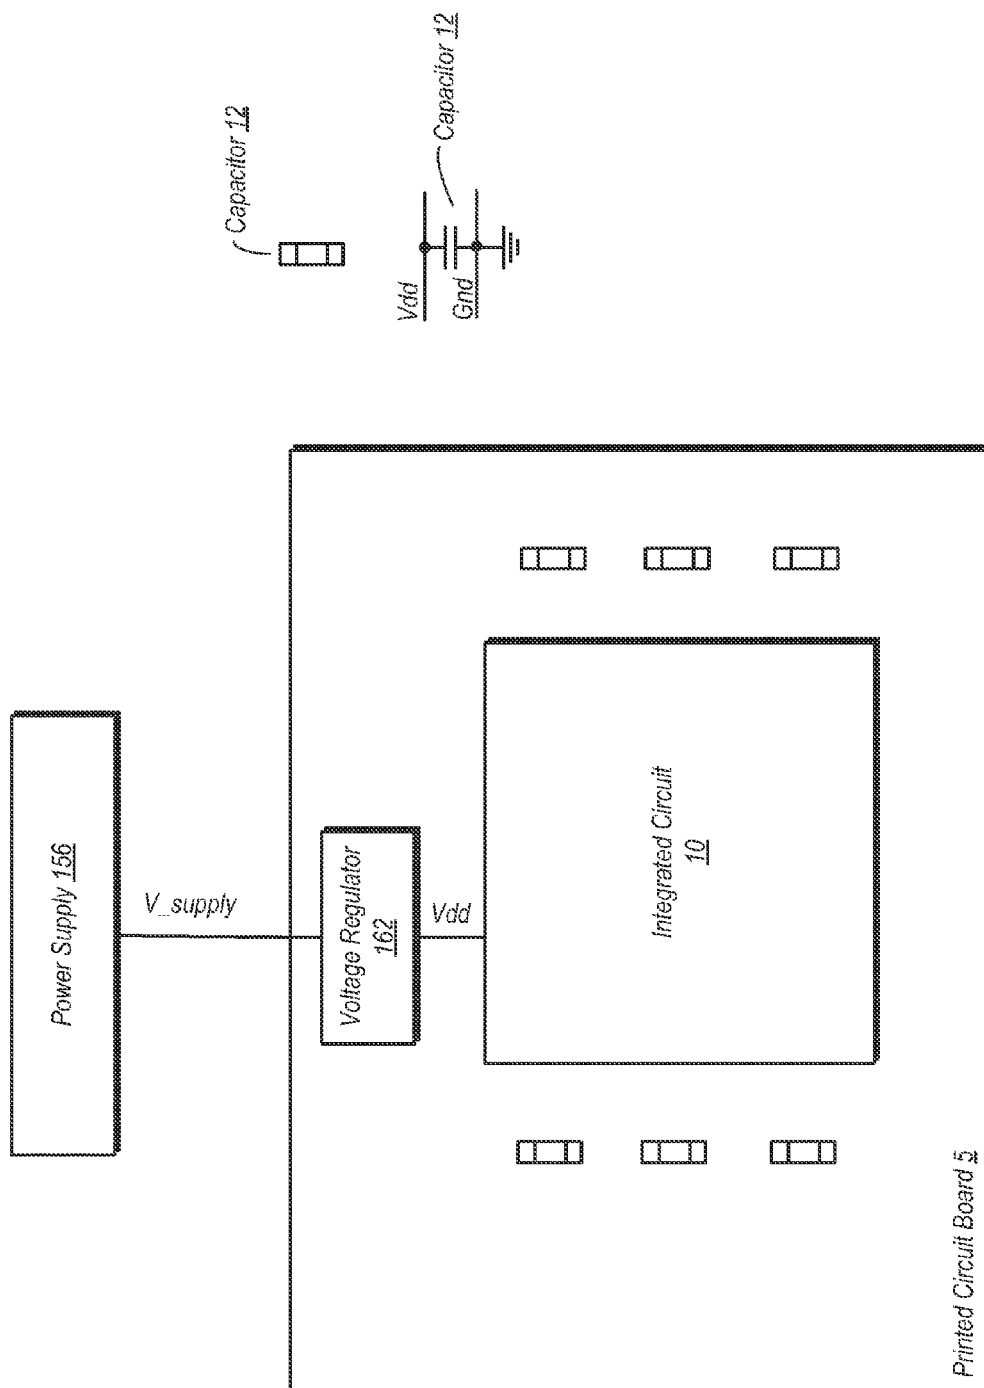 Power Supply 156
V_supply
Voltage Regulator
162
Vdd
Integrated Circuit
10
Printed Circuit Board 5
Capacitor 12
Capacitor 12
Vdd
Gnd